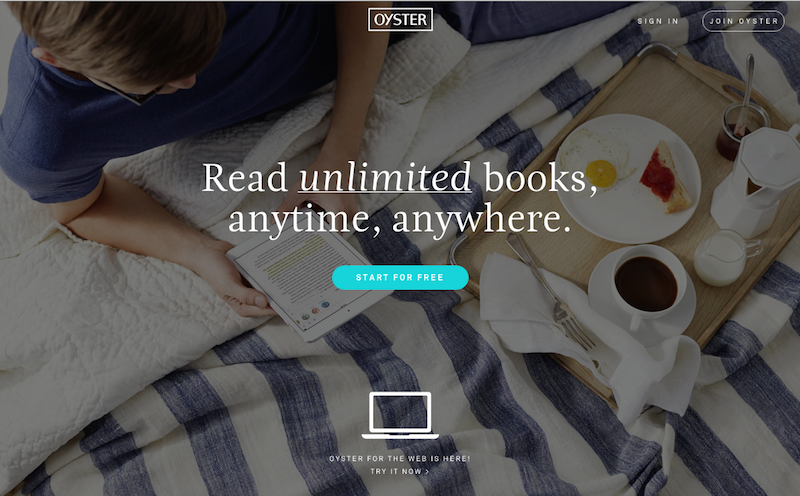 OYSTER
SIGN IN
JOIN OYSTER
Read unlimited books,
anytime, anywhere.
START FOR FREE
OYSTER FOR THE WEB IS HERE!
TRY IT NOW >